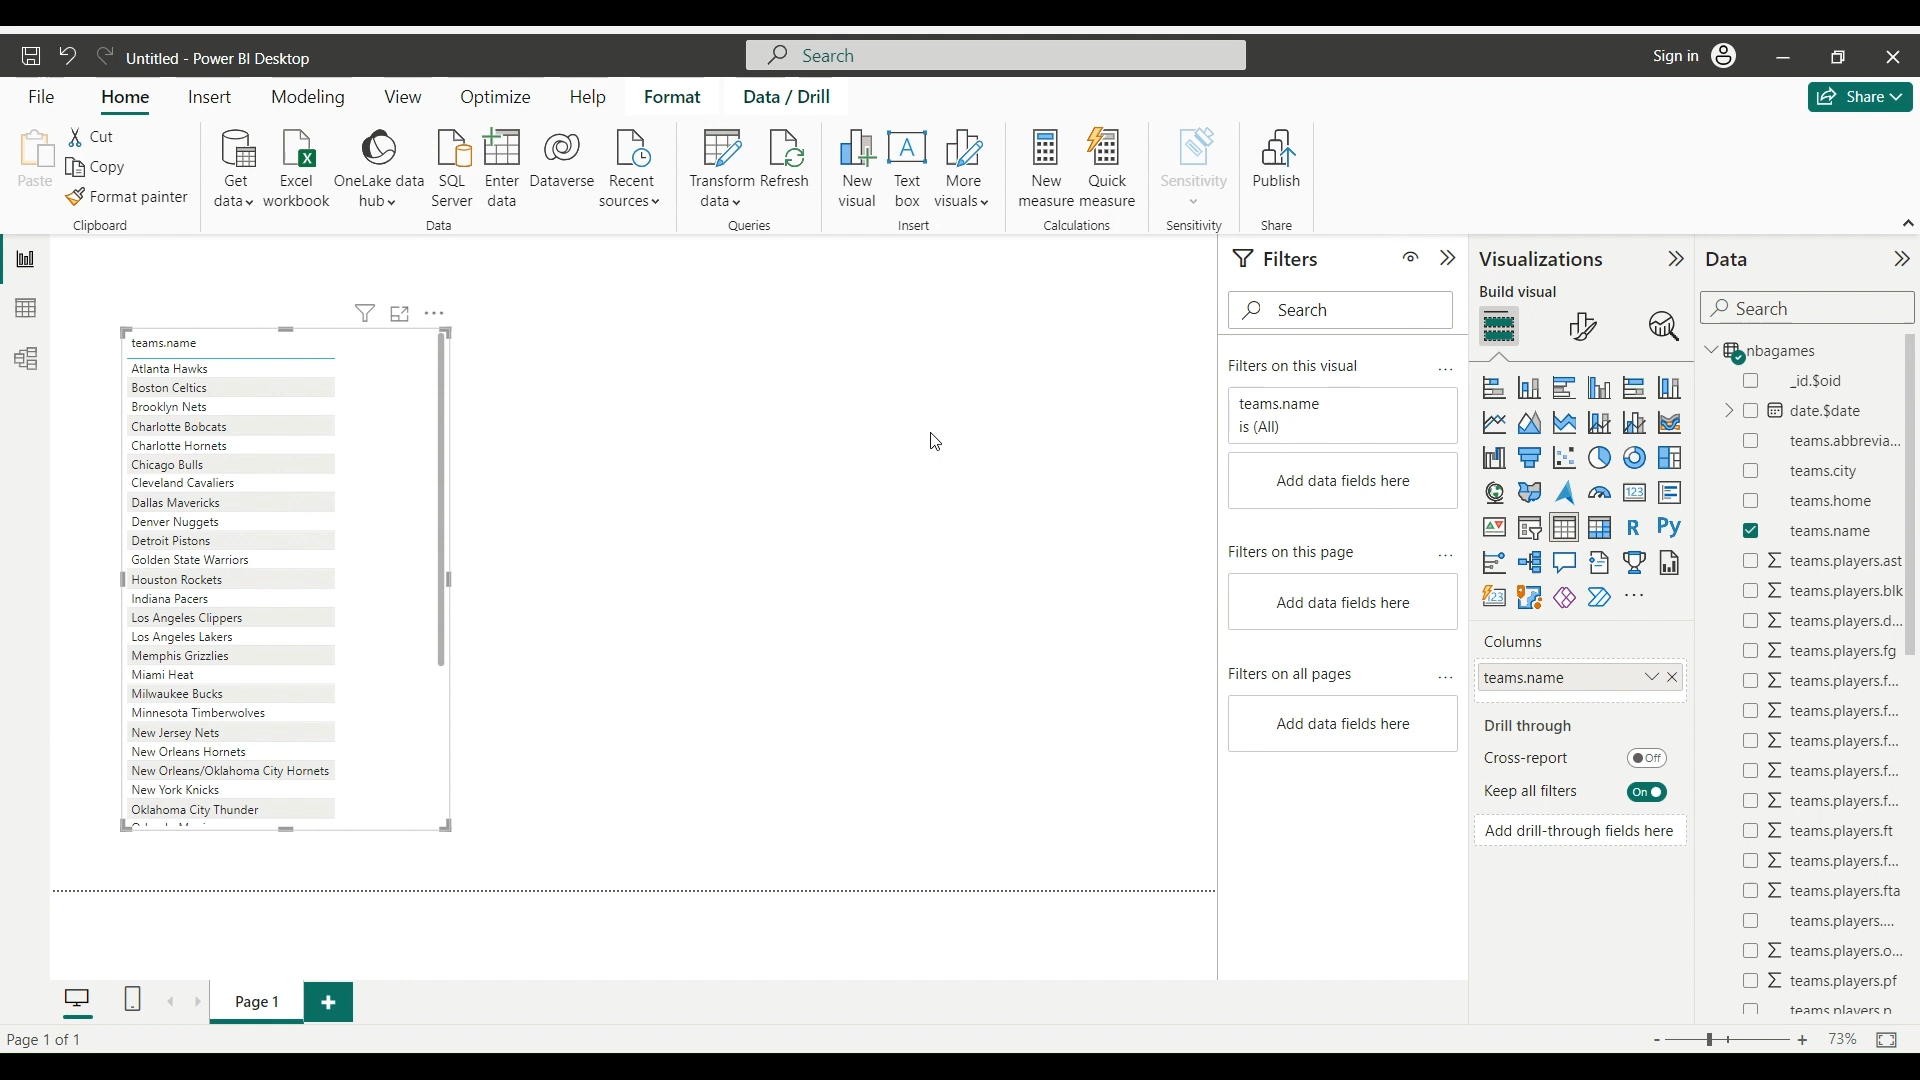 Untitled - Power BI Desktop
Search
Sign in
File
Home
Insert
Modeling
View
Optimize
Help
Format
Data / Drill
Share
Paste
Cut
Copy
Format painter
Clipboard
Get
data
Excel
workbook
OneLake data
hub
SQL
Server
Enter
data
Dataverse
Recent
sources
Data
Transform
data
Refresh
Queries
New
visual
Text
box
More
visuals
Insert
New
measure
Quick
measure
Calculations
Sensitivity
Sensitivity
Publish
Share
teams.name
Atlanta Hawks
Boston Celtics
Brooklyn Nets
Charlotte Bobcats
Charlotte Hornets
Chicago Bulls
Cleveland Cavaliers
Dallas Mavericks
Denver Nuggets
Detroit Pistons
Golden State Warriors
Houston Rockets
Indiana Pacers
Los Angeles Clippers
Los Angeles Lakers
Memphis Grizzlies
Miami Heat
Milwaukee Bucks
Minnesota Timberwolves
New Jersey Nets
New Orleans Hornets
New Orleans/Oklahoma City Hornets
New York Knicks
Oklahoma City Thunder
Filters
Search
Filters on this visual
...
teams.name
is (All)
Add data fields here
Filters on this page
...
Add data fields here
Filters on all pages
...
Add data fields here
Visualizations
Build visual
123
R
Py
123
...
Columns
teams.name
Drill through
Cross-report
Off
Keep all filters
On
Add drill-through fields here
Data
Search
nbagames
_id.$oid
date.$date
teams.abbrevia...
teams.city
teams.home
teams.name
teams.players.ast
teams.players.blk
teams.players.d...
teams.players.fg
teams.players.f...
teams.players.f...
teams.players.f...
teams.players.f...
teams.players.f...
teams.players.ft
teams.players.f...
teams.players.fta
teams.players....
teams.players.o...
teams.players.pf
Page 1
Page 1 of 1
73%